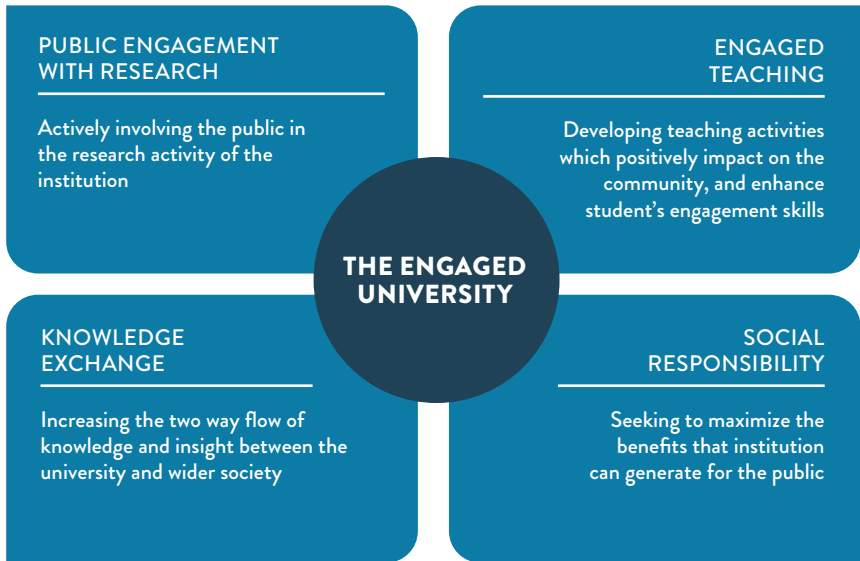 PUBLIC ENGAGEMENT
WITH RESEARCH
Actively involving the public in
the research activity of the
institution
ENGAGED
TEACHING
Developing teaching activities
which positively impact on the
community, and enhance
student's engagement skills
THE ENGAGED
UNIVERSITY
KNOWLEDGE
EXCHANGE
Increasing the two way flow of
knowledge and insight between the
university and wider society
SOCIAL
RESPONSIBILITY
Seeking to maximize the
benefits that institution
can generate for the public